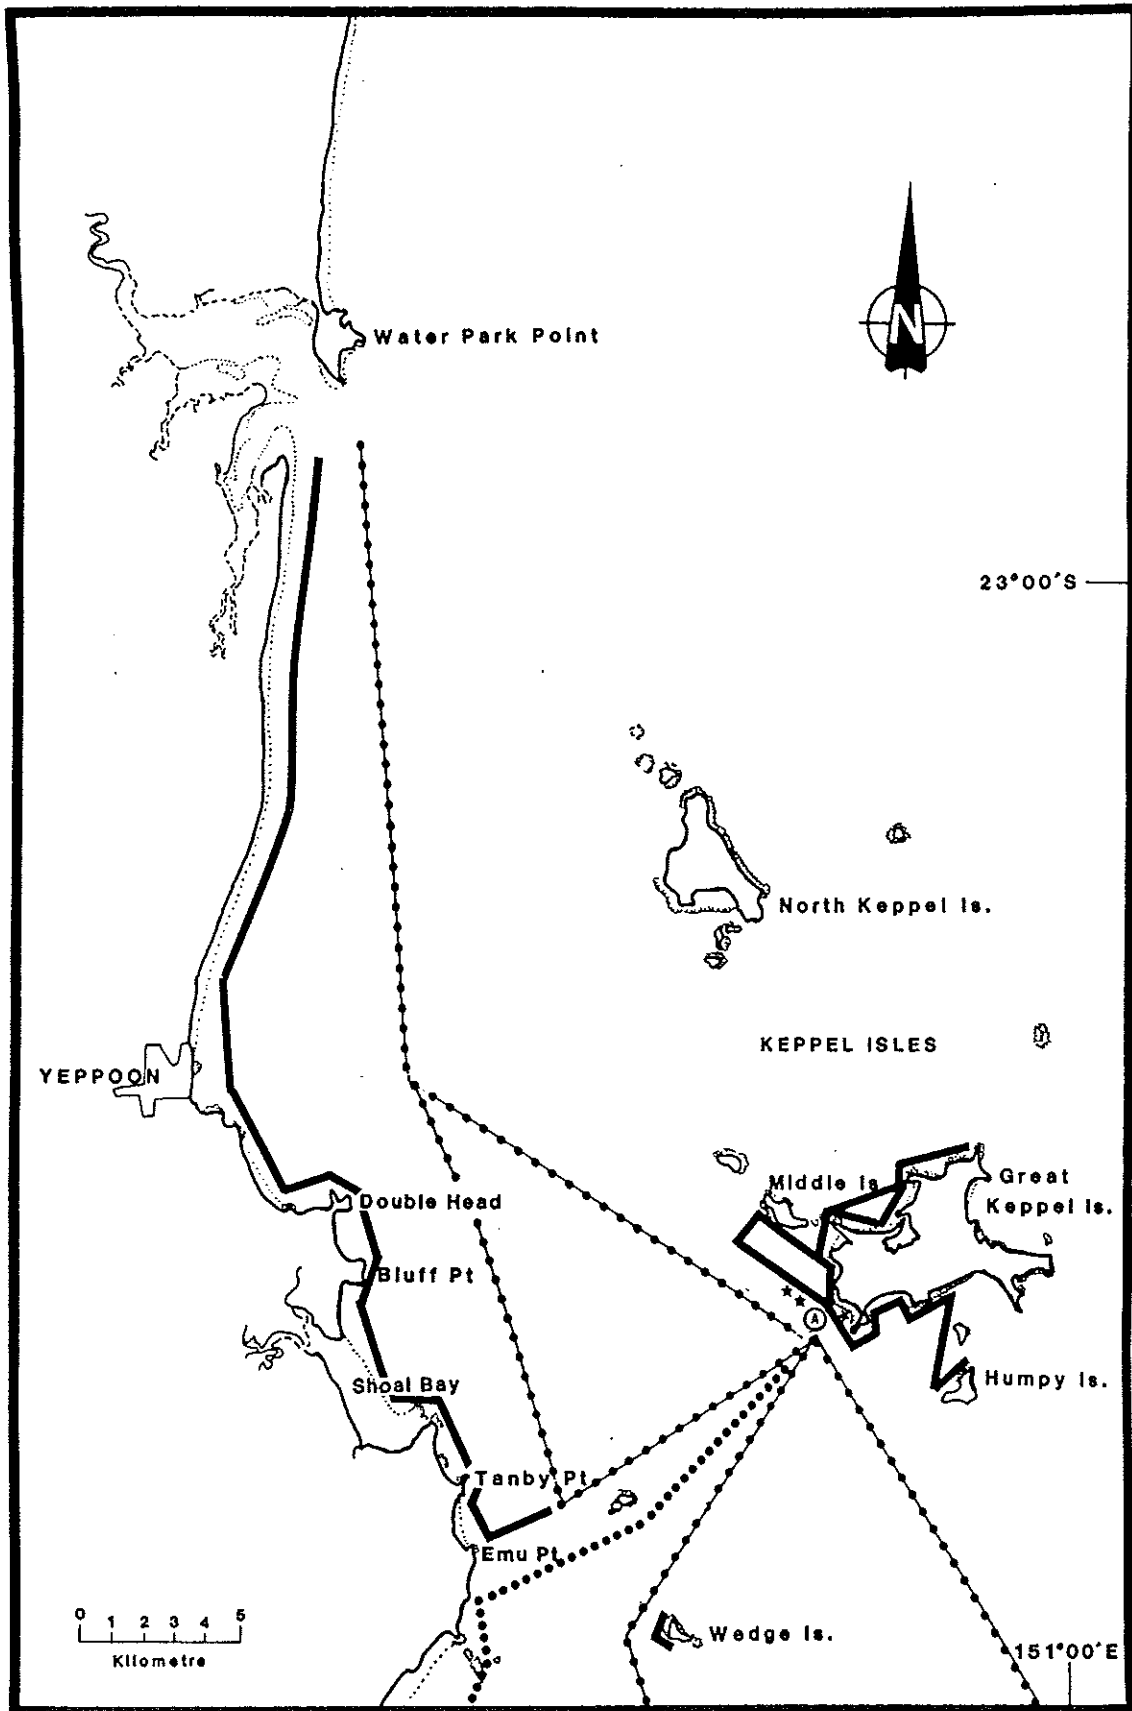 Water Park Point
N
23°00'S
North Keppel Is.
KEPPEL ISLES
YEPPOON
Middle Is
Great
Keppel Is.
Double Head
Bluff Pt
A
Shoal Bay
Humpy Is.
Tanby Pt
Emu Pt
0 1 2 3 4 5
Kilometre
Wedge Is.
151°00'E